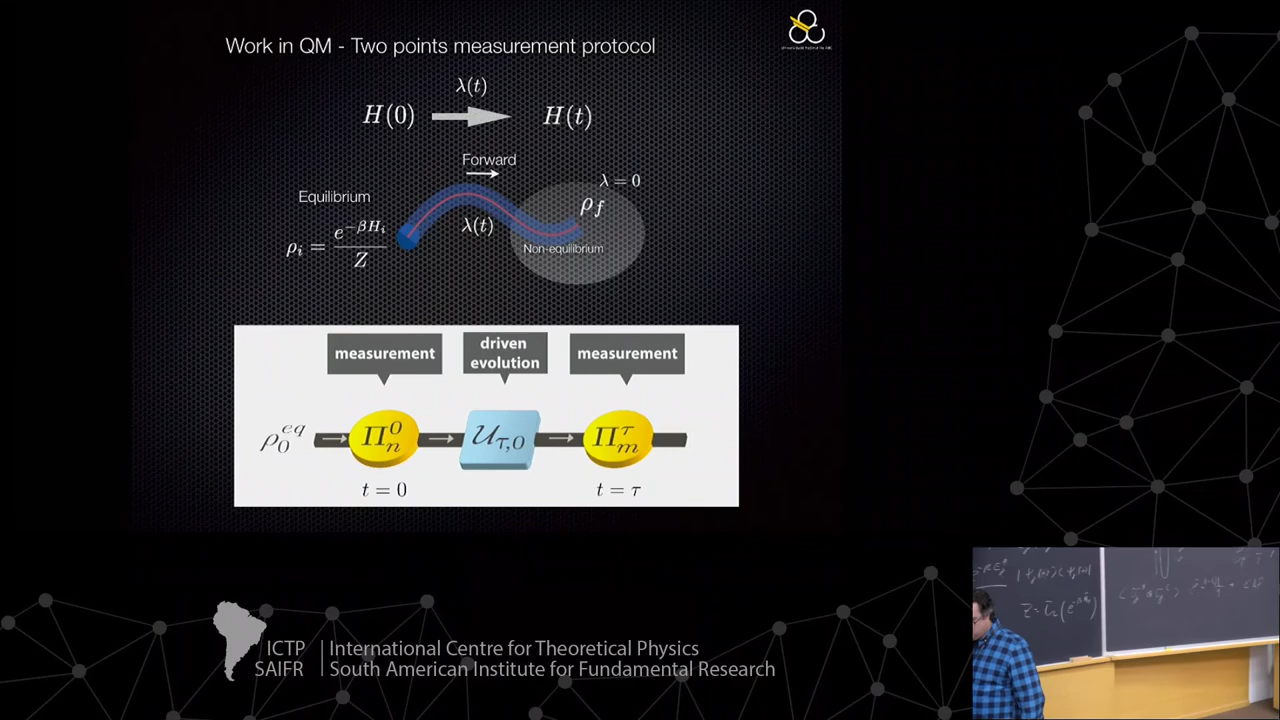 Work in QM - Two points measurement protocol
λ(t)
H(0) H(t)
Forward
λ = 0
Equilibrium
ρ_f
ρ_i = e^{-βH_i} / Z
λ(t)
Non-equilibrium
measurement
driven evolution
measurement
ρ_0^{eq}
Π_n^0
U_{τ,0}
Π_m^τ
t = 0
t = τ
ICTP | International Centre for Theoretical Physics
SAIFR | South American Institute for Fundamental Research